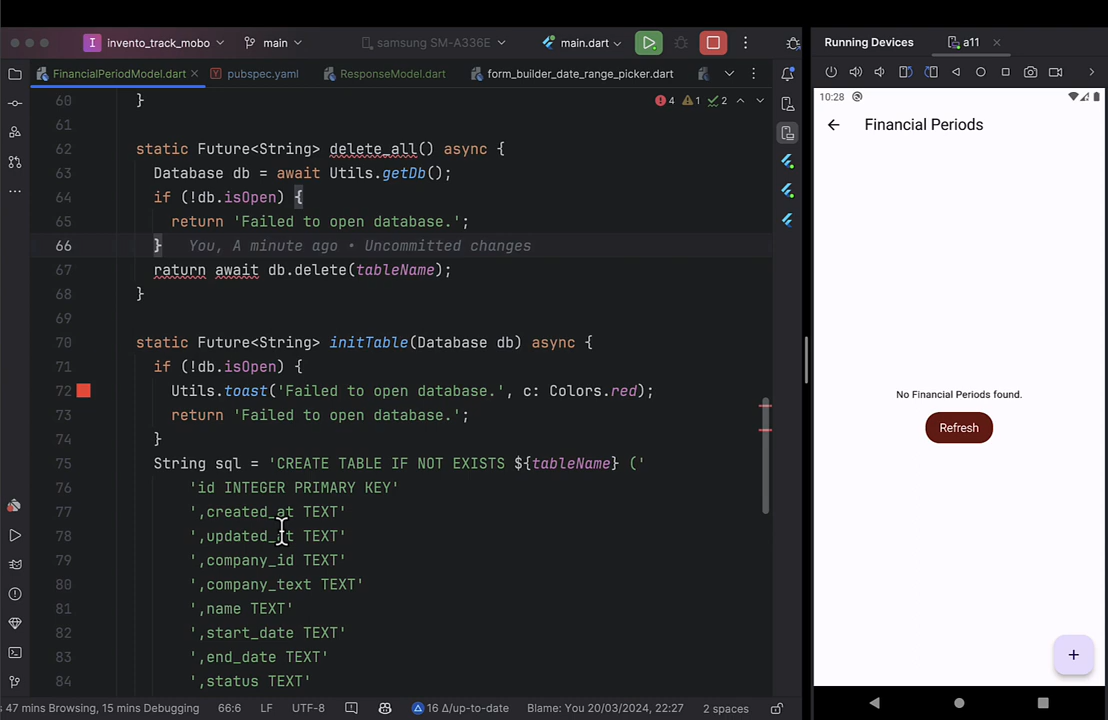 invento_track_mobo
main
samsung SM-A336E
main.dart
Running Devices
a11
FinancialPeriodModel.dart
pubspec.yaml
ResponseModel.dart
form_builder_date_range_picker.dart
60 }
4 1 2
61
62 static Future<String> delete_all() async {
63 Database db = await Utils.getDb();
64 if (!db.isOpen) {
65 return 'Failed to open database.';
66 } You, A minute ago • Uncommitted changes
67 raturn await db.delete(tableName);
68 }
69
70 static Future<String> initTable(Database db) async {
71 if (!db.isOpen) {
72 Utils.toast('Failed to open database.', c: Colors.red);
73 return 'Failed to open database.';
74 }
75 String sql = 'CREATE TABLE IF NOT EXISTS ${tableName} ('
76 'id INTEGER PRIMARY KEY'
77 ',created_at TEXT'
78 ',updated_at TEXT'
79 ',company_id TEXT'
80 ',company_text TEXT'
81 ',name TEXT'
82 ',start_date TEXT'
83 ',end_date TEXT'
84 ',status TEXT'
10:28
Financial Periods
No Financial Periods found.
Refresh
+
s 47 mins Browsing, 15 mins Debugging
66:6
LF
UTF-8
16 Δ/up-to-date
Blame: You 20/03/2024, 22:27
2 spaces